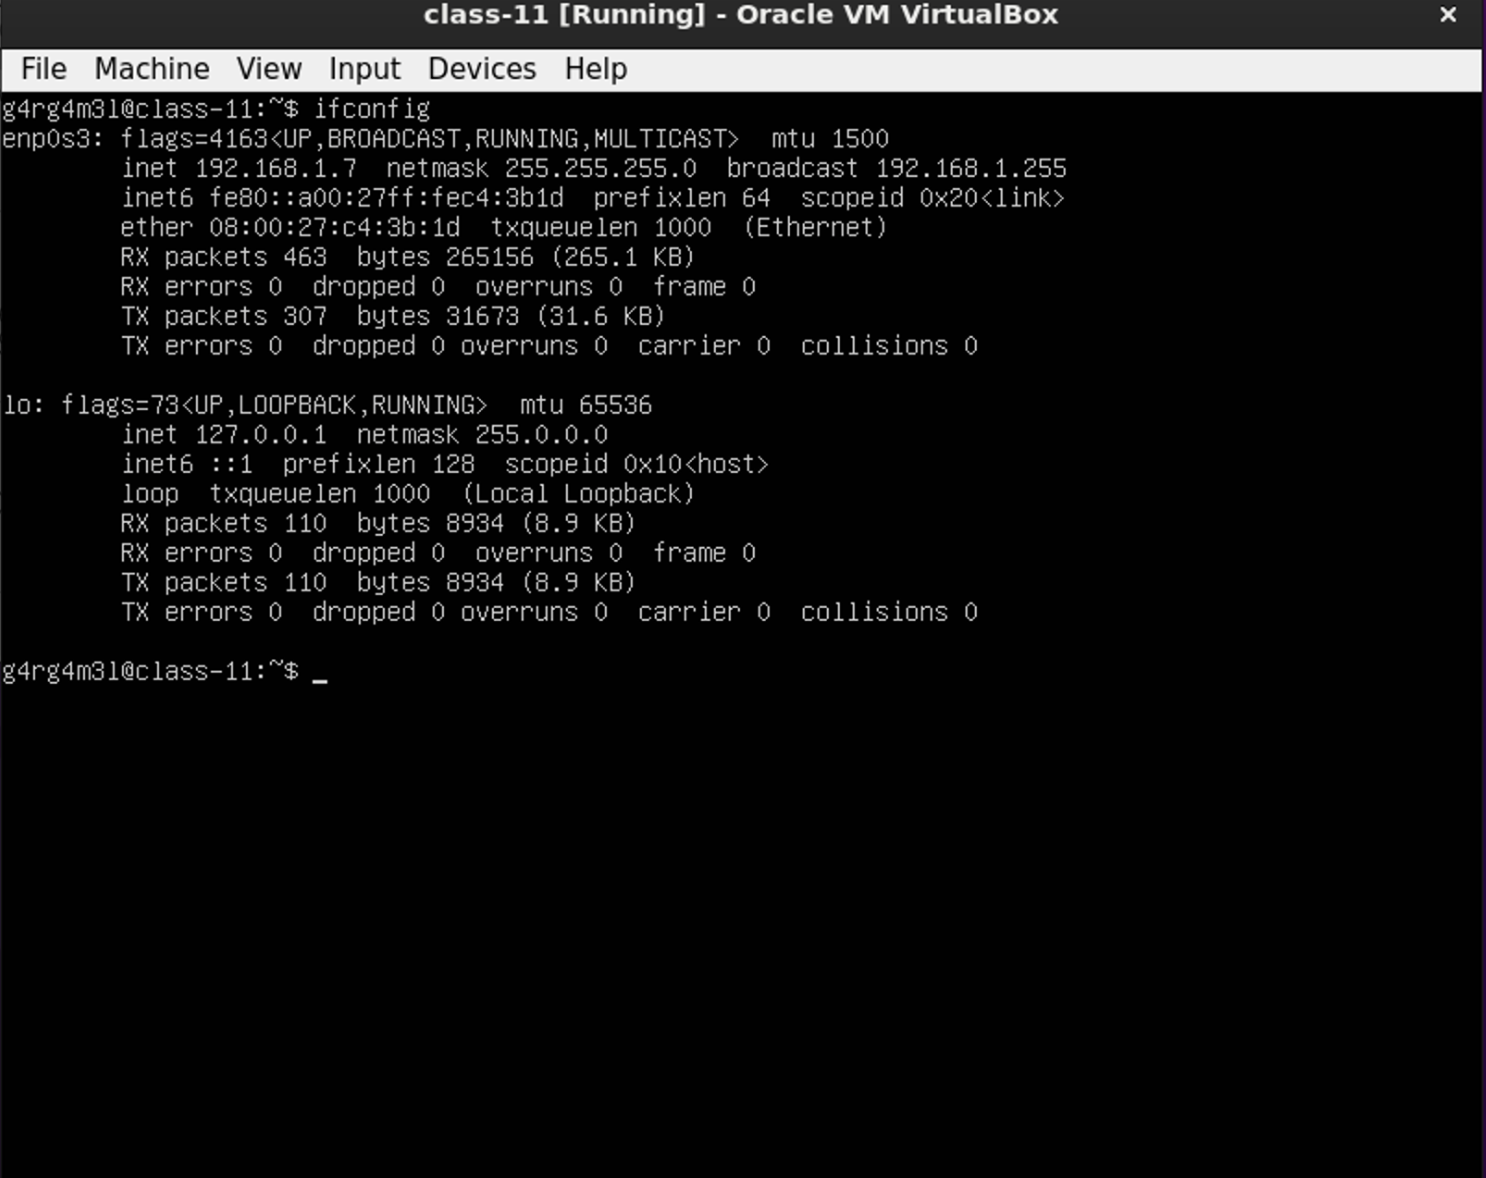 class-11 [Running] - Oracle VM VirtualBox
File Machine View Input Devices Help
g4rg4m3l@class-11:~$ ifconfig
enp0s3: flags=4163<UP,BROADCAST,RUNNING,MULTICAST>  mtu 1500
        inet 192.168.1.7  netmask 255.255.255.0  broadcast 192.168.1.255
        inet6 fe80::a00:27ff:fec4:3b1d  prefixlen 64  scopeid 0x20<link>
        ether 08:00:27:c4:3b:1d  txqueuelen 1000  (Ethernet)
        RX packets 463  bytes 265156 (265.1 KB)
        RX errors 0  dropped 0  overruns 0  frame 0
        TX packets 307  bytes 31673 (31.6 KB)
        TX errors 0  dropped 0 overruns 0  carrier 0  collisions 0
lo: flags=73<UP,LOOPBACK,RUNNING>  mtu 65536
        inet 127.0.0.1  netmask 255.0.0.0
        inet6 ::1  prefixlen 128  scopeid 0x10<host>
        loop  txqueuelen 1000  (Local Loopback)
        RX packets 110  bytes 8934 (8.9 KB)
        RX errors 0  dropped 0  overruns 0  frame 0
        TX packets 110  bytes 8934 (8.9 KB)
        TX errors 0  dropped 0 overruns 0  carrier 0  collisions 0
g4rg4m3l@class-11:~$ _